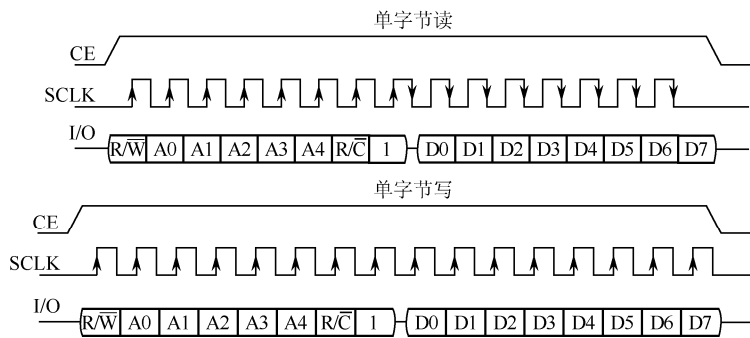 单字节读
CE
SCLK
I/O R/W̅ A0 A1 A2 A3 A4 R/C̅ 1 D0 D1 D2 D3 D4 D5 D6 D7
单字节写
CE
SCLK
I/O R/W̅ A0 A1 A2 A3 A4 R/C̅ 1 D0 D1 D2 D3 D4 D5 D6 D7